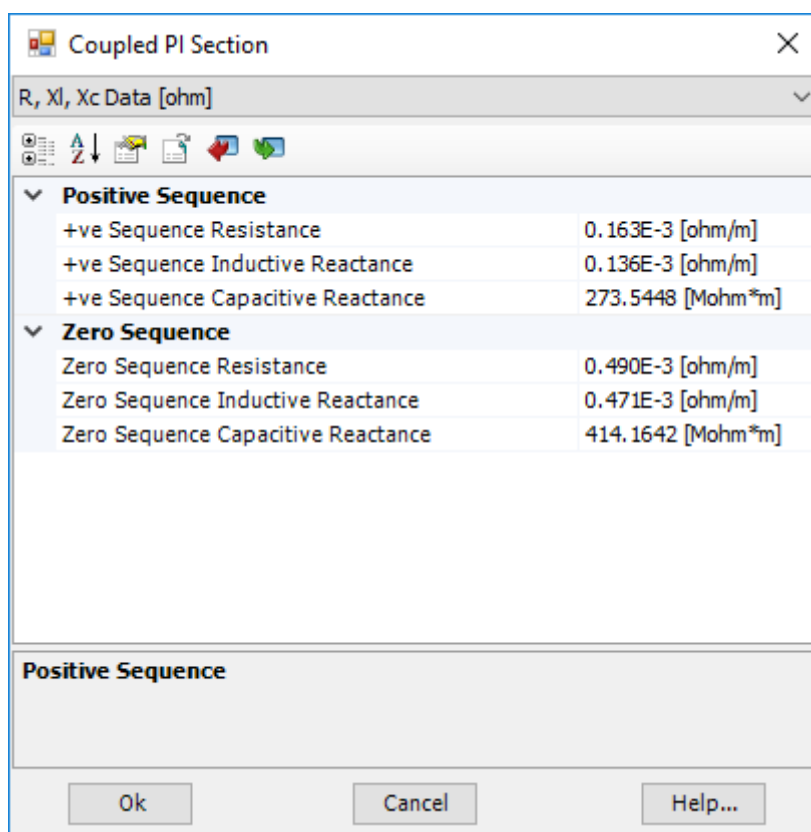 Coupled PI Section
R, Xl, Xc Data [ohm]
Positive Sequence
+ve Sequence Resistance 0.163E-3 [ohm/m]
+ve Sequence Inductive Reactance 0.136E-3 [ohm/m]
+ve Sequence Capacitive Reactance 273.5448 [Mohm*m]
Zero Sequence
Zero Sequence Resistance 0.490E-3 [ohm/m]
Zero Sequence Inductive Reactance 0.471E-3 [ohm/m]
Zero Sequence Capacitive Reactance 414.1642 [Mohm*m]
Positive Sequence
Ok Cancel Help...